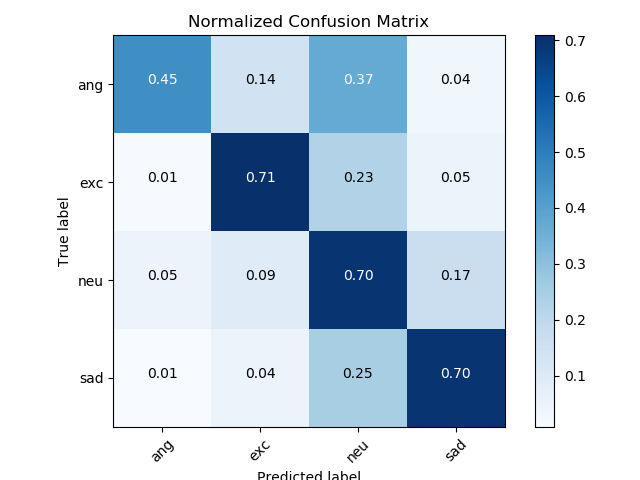 Normalized Confusion Matrix
ang 0.45 0.14 0.37 0.04
exc 0.01 0.71 0.23 0.05
neu 0.05 0.09 0.70 0.17
sad 0.01 0.04 0.25 0.70
ang exc neu sad
True label
Predicted label
0.7
0.6
0.5
0.4
0.3
0.2
0.1